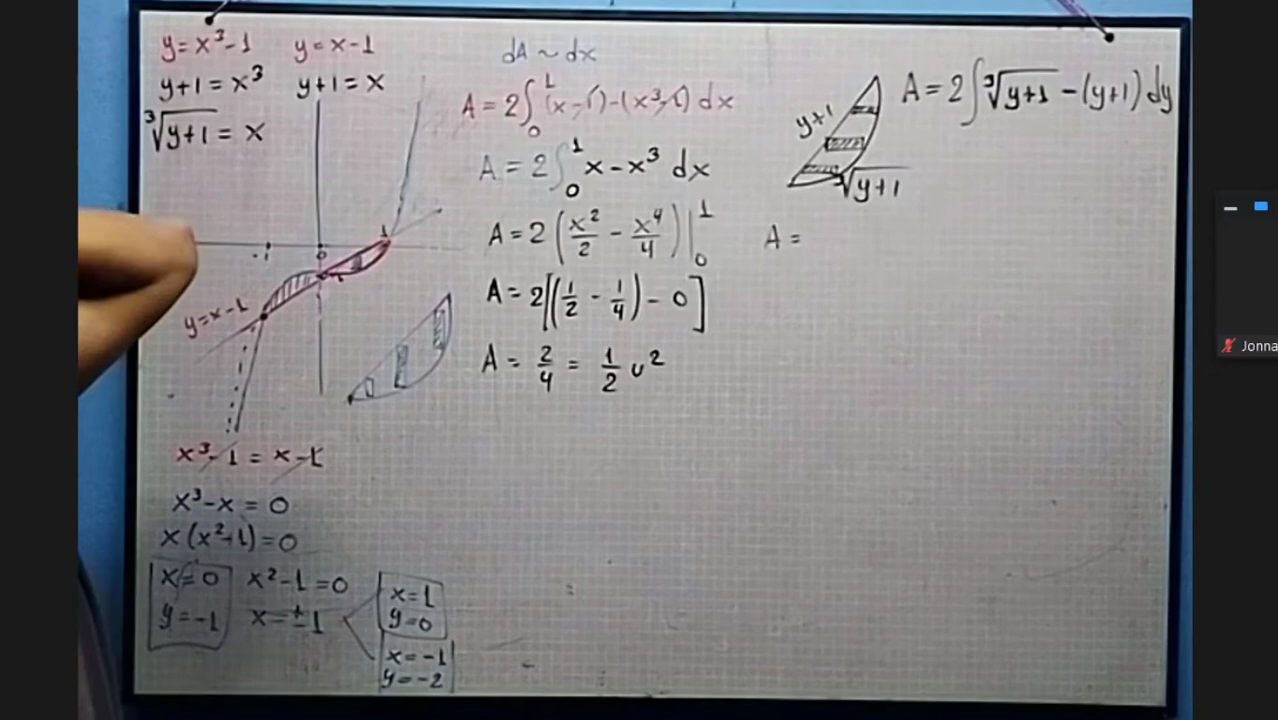 y=x³-1 y=x-1
y+1=x³ y+1=x
∛(y+1) = x
-1 0 1
y=x-1
x³-1 = x-1
x³-x=0
x(x²-1)=0
x=0 x²-1=0
y=-1 x=±1
x=1
y=0
x=-1
y=-2
dA ~ dx
A = 2∫₀¹ (x-1)-(x³-1) dx
A = 2∫₀¹ x-x³ dx
A = 2(x²/2 - x⁴/4)|₀¹
A = 2[(1/2 - 1/4) - 0]
A = 2/4 = 1/2 u²
y+1
∛(y+1)
A = 2∫∛(y+1) -(y+1) dy
A =
Jonna